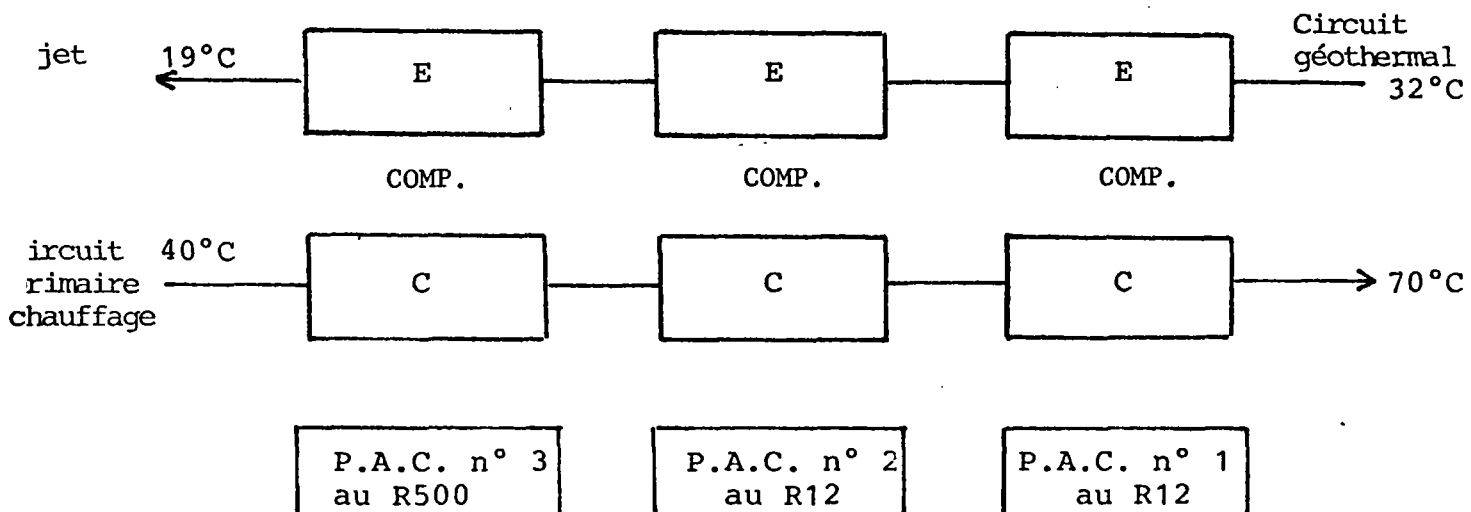 jet 19°C
E
E
E
Circuit
géothermal
32°C
COMP.
COMP.
COMP.
ircuit 40°C
rimaire
chauffage
C
C
C
70°C
P.A.C. n° 3
au R500
P.A.C. n° 2
au R12
P.A.C. n° 1
au R12